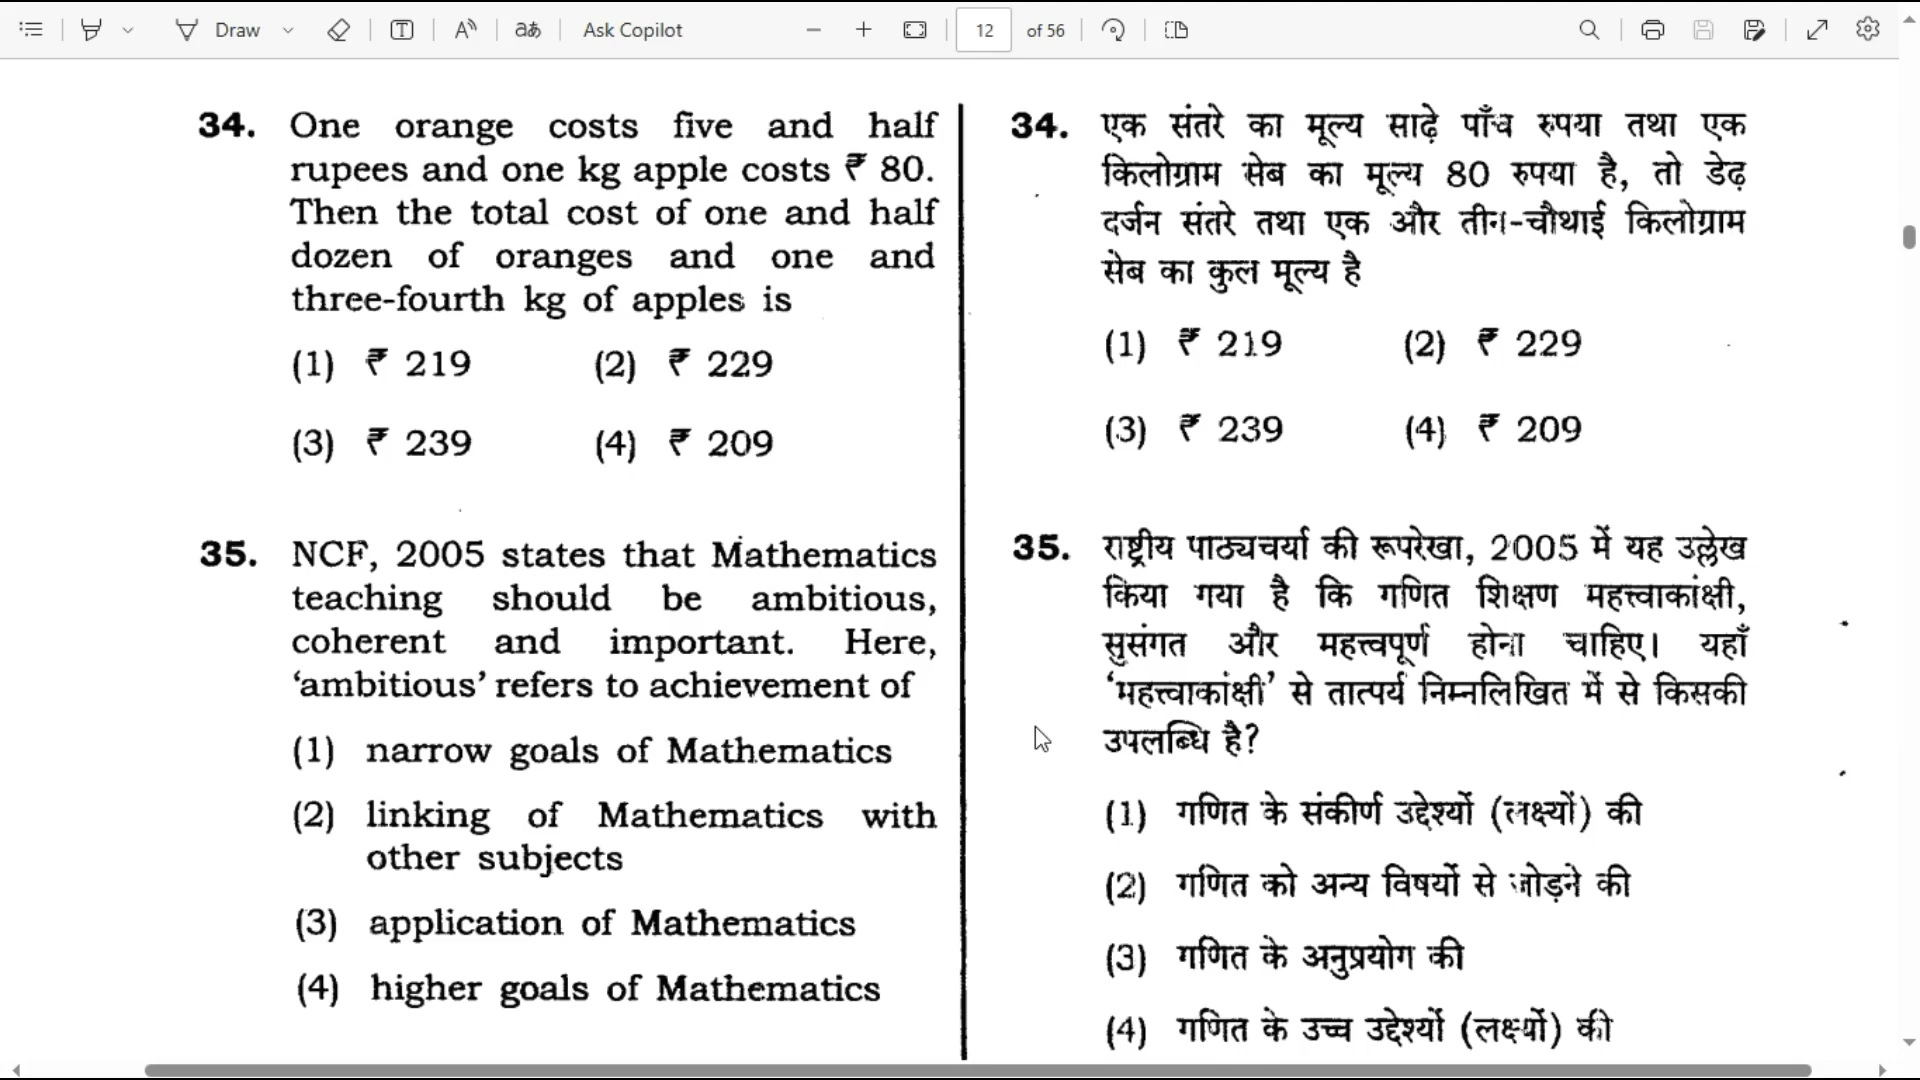 Draw
Ask Copilot
12 of 56
34. One orange costs five and half
rupees and one kg apple costs ₹ 80.
Then the total cost of one and half
dozen of oranges and one and
three-fourth kg of apples is
(1) ₹ 219 (2) ₹ 229
(3) ₹ 239 (4) ₹ 209
35. NCF, 2005 states that Mathematics
teaching should be ambitious,
coherent and important. Here,
‘ambitious’ refers to achievement of
(1) narrow goals of Mathematics
(2) linking of Mathematics with
other subjects
(3) application of Mathematics
(4) higher goals of Mathematics
34. एक संतरे का मूल्य साढ़े पाँच रुपया तथा एक
किलोग्राम सेब का मूल्य 80 रुपया है, तो डेढ़
दर्जन संतरे तथा एक और तीन-चौथाई किलोग्राम
सेब का कुल मूल्य है
(1) ₹ 219 (2) ₹ 229
(3) ₹ 239 (4) ₹ 209
35. राष्ट्रीय पाठ्यचर्या की रूपरेखा, 2005 में यह उल्लेख
किया गया है कि गणित शिक्षण महत्त्वाकांक्षी,
सुसंगत और महत्त्वपूर्ण होना चाहिए। यहाँ
‘महत्त्वाकांक्षी’ से तात्पर्य निम्नलिखित में से किसकी
उपलब्धि है?
(1) गणित के संकीर्ण उद्देश्यों (लक्ष्यों) की
(2) गणित को अन्य विषयों से जोड़ने की
(3) गणित के अनुप्रयोग की
(4) गणित के उच्च उद्देश्यों (लक्ष्यों) की